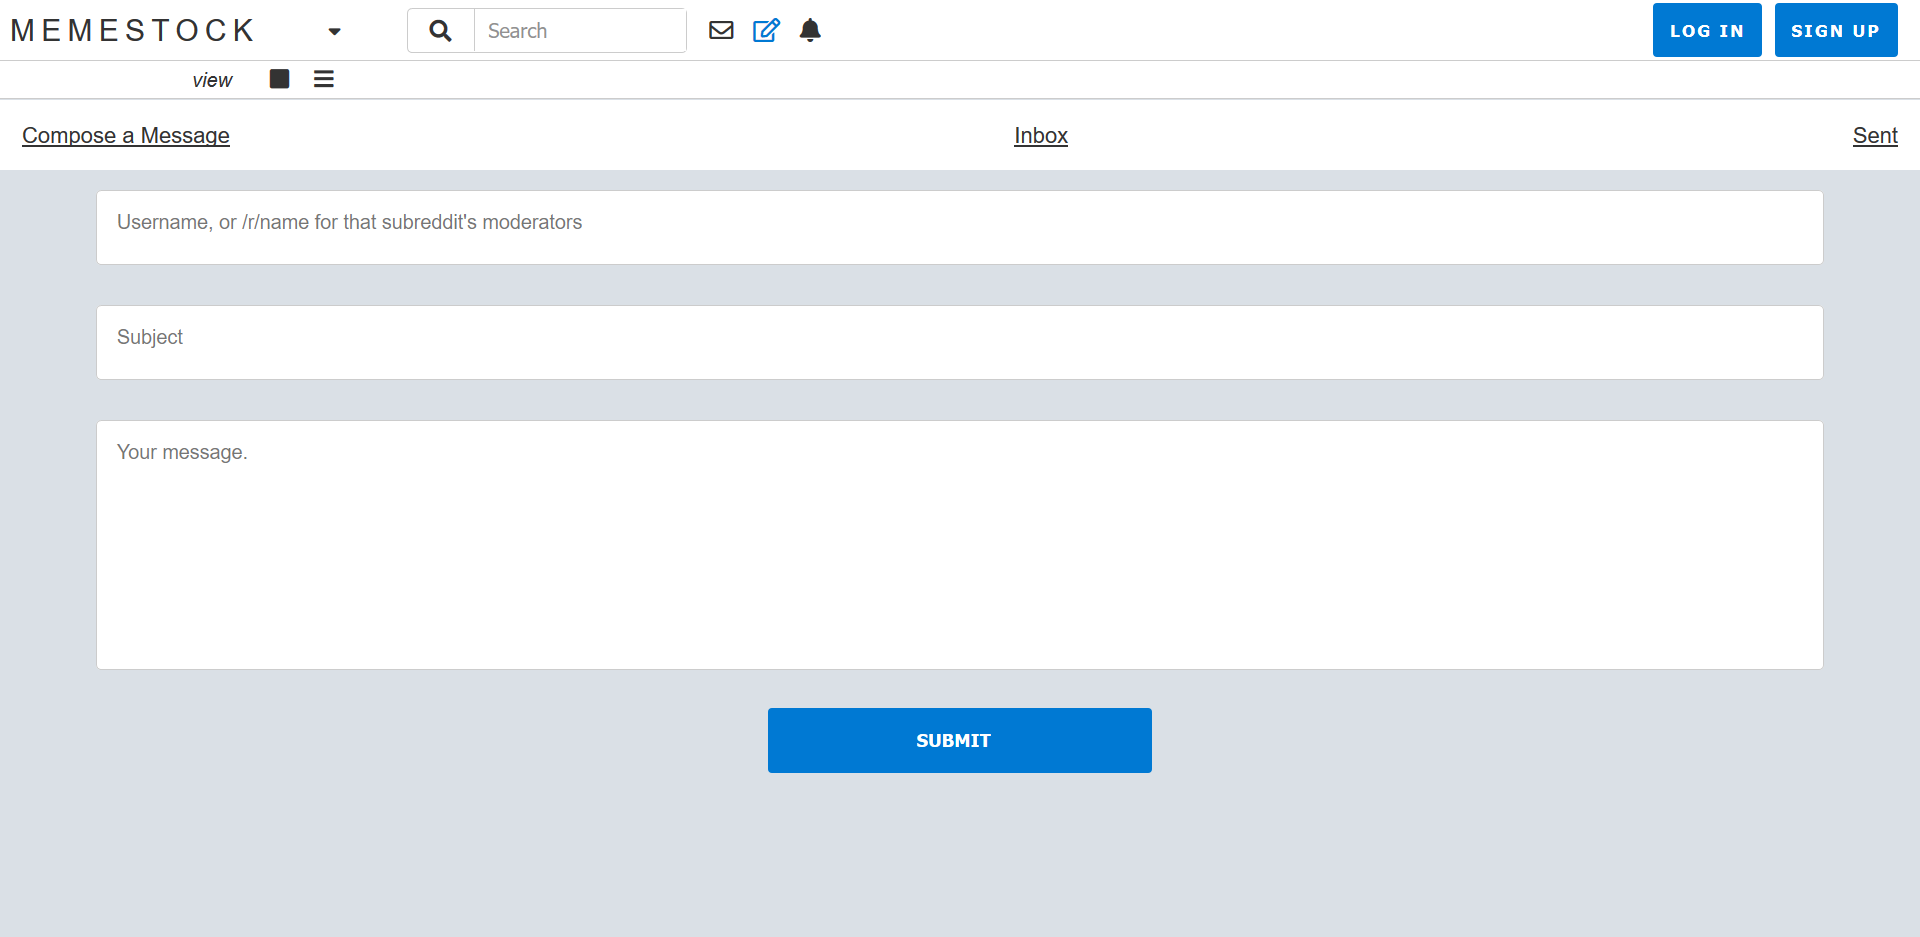 MEMESTOCK
Search
LOG IN
SIGN UP
view
Compose a Message
Inbox
Sent
Username, or /r/name for that subreddit's moderators
Subject
Your message.
SUBMIT